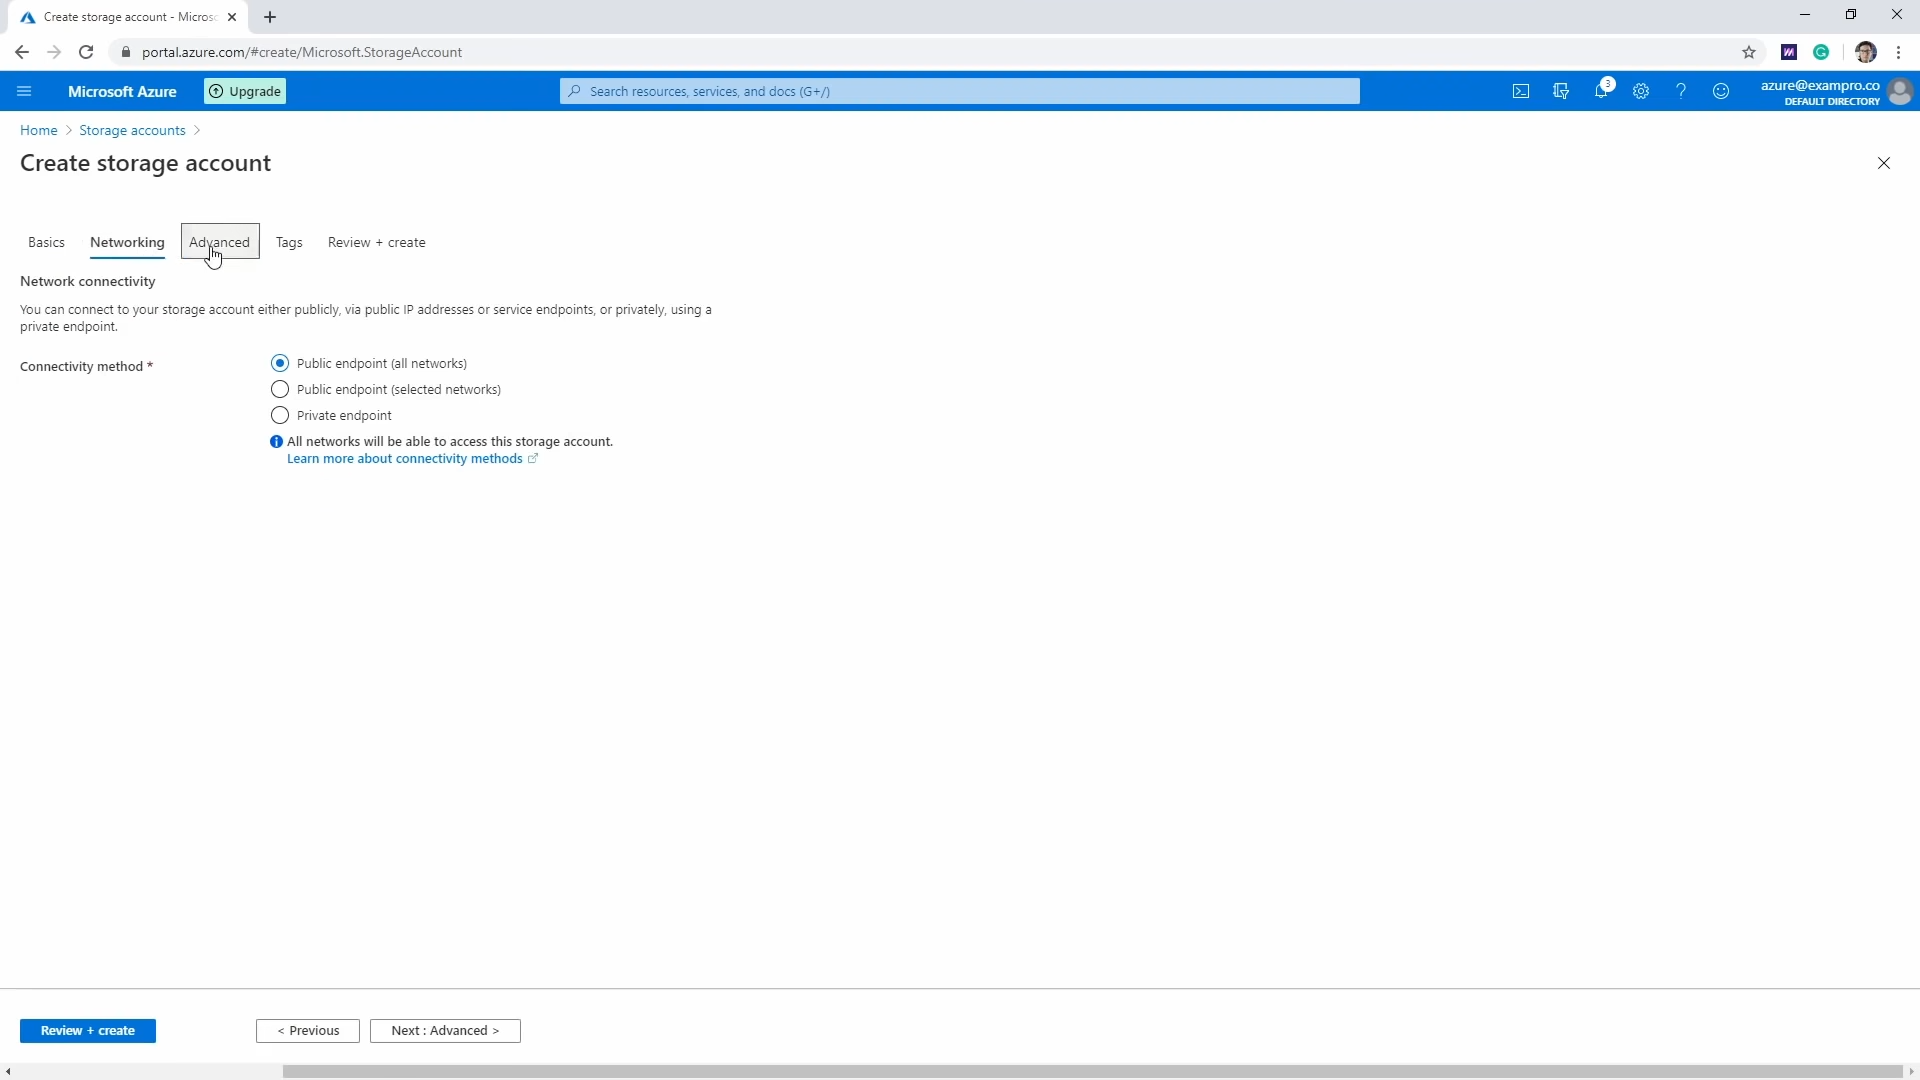 Create storage account - Micros
portal.azure.com/#create/Microsoft.StorageAccount
Microsoft Azure
Upgrade
Search resources, services, and docs (G+/)
3
azure@exampro.co
DEFAULT DIRECTORY
Home > Storage accounts >
Create storage account
Basics
Networking
Advanced
Tags
Review + create
Network connectivity
You can connect to your storage account either publicly, via public IP addresses or service endpoints, or privately, using a
private endpoint.
Connectivity method *
Public endpoint (all networks)
Public endpoint (selected networks)
Private endpoint
All networks will be able to access this storage account.
Learn more about connectivity methods
Review + create
< Previous
Next : Advanced >